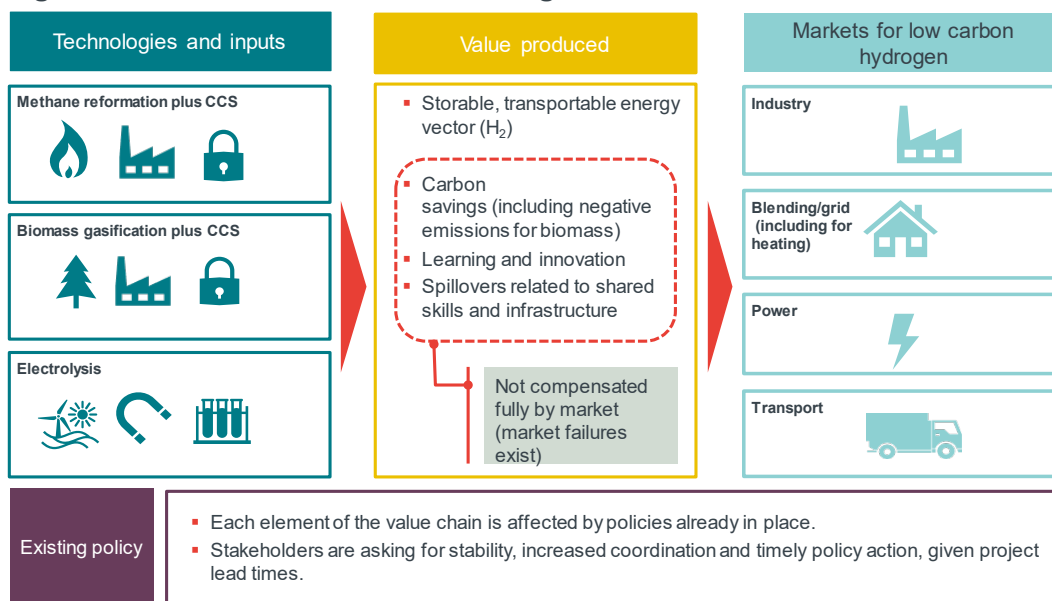 Technologies and inputs
Methane reformation plus CCS
Biomass gasification plus CCS
Electrolysis
Value produced
▪ Storable, transportable energy
vector (H₂)
▪ Carbon
savings (including negative
emissions for biomass)
▪ Learning and innovation
▪ Spillovers related to shared
skills and infrastructure
Not compensated
fully by market
(market failures
exist)
Markets for low carbon
hydrogen
Industry
Blending/grid
(including for
heating)
Power
Transport
Existing policy
▪ Each element of the value chain is affected by policies already in place.
▪ Stakeholders are asking for stability, increased coordination and timely policy action, given project
lead times.